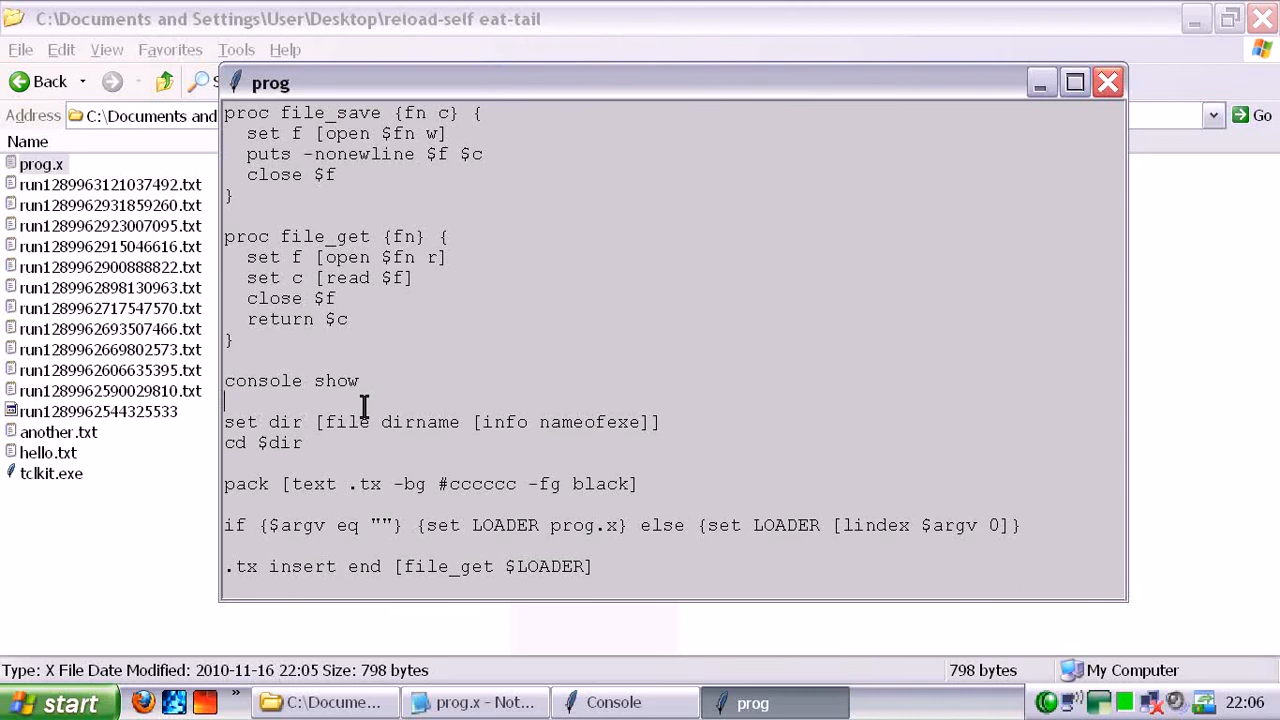 C:\Documents and Settings\User\Desktop\reload-self eat-tail
File Edit View Favorites Tools Help
Back
Address C:\Documents and
Go
Name
prog.x
run1289963121037492.txt
run1289962931859260.txt
run1289962923007095.txt
run1289962915046616.txt
run1289962900888822.txt
run1289962898130963.txt
run1289962717547570.txt
run1289962693507466.txt
run1289962669802573.txt
run1289962606635395.txt
run1289962590029810.txt
run1289962544325533
another.txt
hello.txt
tclkit.exe
prog
proc file_save {fn c} {
  set f [open $fn w]
  puts -nonewline $f $c
  close $f
}
proc file_get {fn} {
  set f [open $fn r]
  set c [read $f]
  close $f
  return $c
}
console show
set dir [file dirname [info nameofexe]]
cd $dir
pack [text .tx -bg #cccccc -fg black]
if {$argv eq ""} {set LOADER prog.x} else {set LOADER [lindex $argv 0]}
.tx insert end [file_get $LOADER]
Type: X File Date Modified: 2010-11-16 22:05 Size: 798 bytes
798 bytes
My Computer
start
»
C:\Docume...
prog.x - Not...
Console
prog
«
22:06